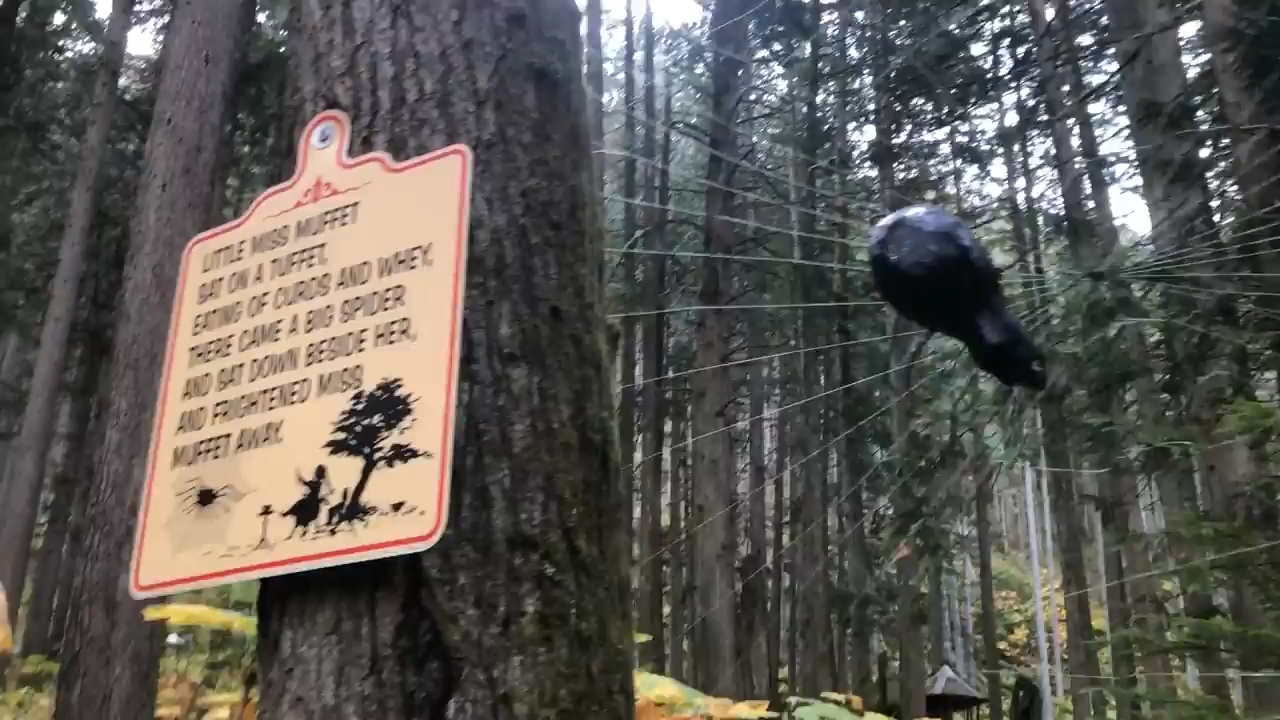 LITTLE MISS MUFFET
SAT ON A TUFFET,
EATING OF CURDS AND WHEY,
THERE CAME A BIG SPIDER
AND SAT DOWN BESIDE HER,
AND FRIGHTENED MISS
MUFFET AWAY.